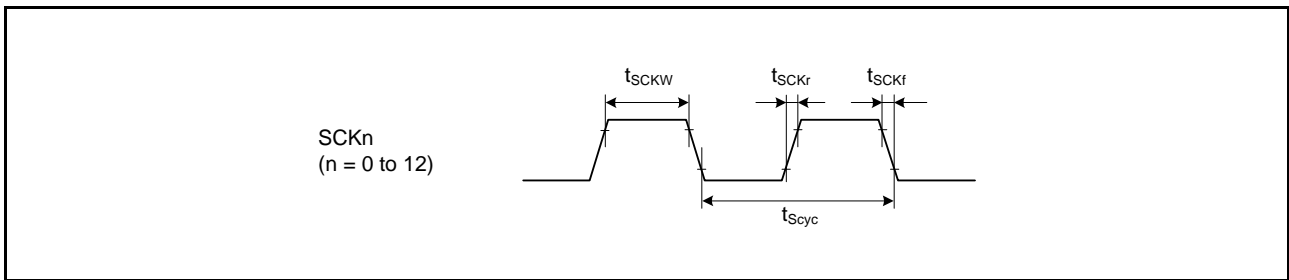 tSCKW
tSCKr
tSCKf
SCKn
(n = 0 to 12)
tScyc